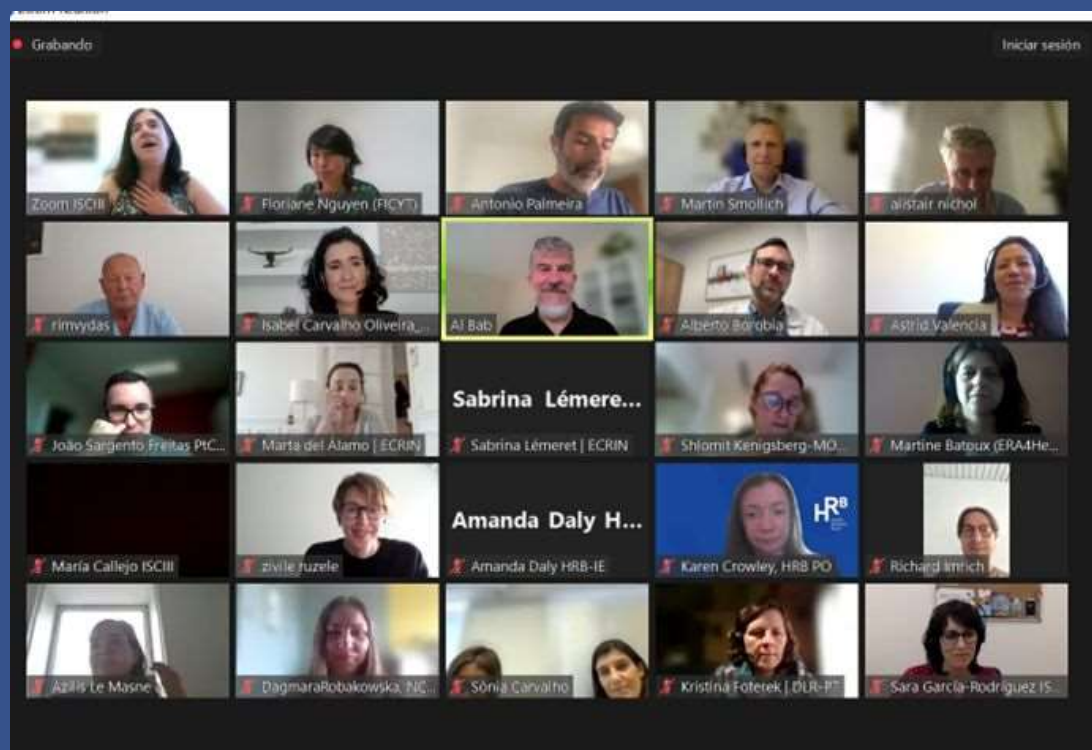 Grabando
Iniciar sesión
Zoom ISCIII
Floriane Nguyen (FICYT)
Antonio Palmeira
Martin Smollich
alistair nichol
rimvydas
Isabel Carvalho Oliveira_...
Al Bab
Alberto Borobia
Astrid Valencia
João Sargento Freitas PtC...
Marta del Alamo | ECRIN
Sabrina Lémere...
Sabrina Lémeret | ECRIN
Shlomit Kenigsberg-MO...
Martine Batoux (ERA4He...
María Callejo ISCIII
zivile ruzele
Amanda Daly H...
Amanda Daly HRB-IE
HRB
Karen Crowley, HRB PO
Richard Imrich
Azilis Le Masne
DagmaraRobakowska, NC...
Sónia Carvalho
Kristina Foterek | DLR-PT
Sara García-Rodríguez IS...